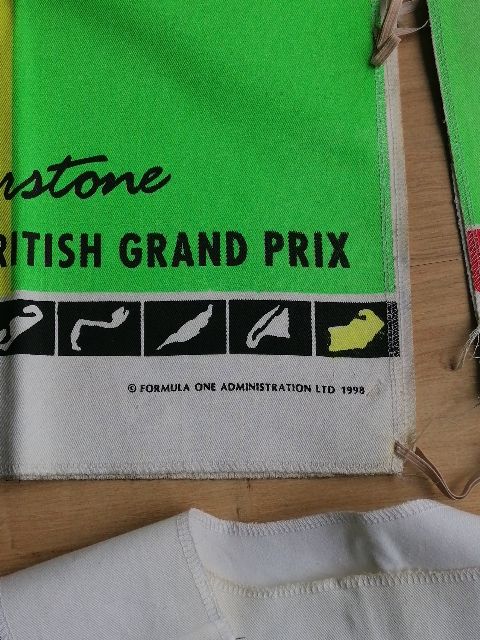 rstone
RITISH GRAND PRIX
© FORMULA ONE ADMINISTRATION LTD 1998